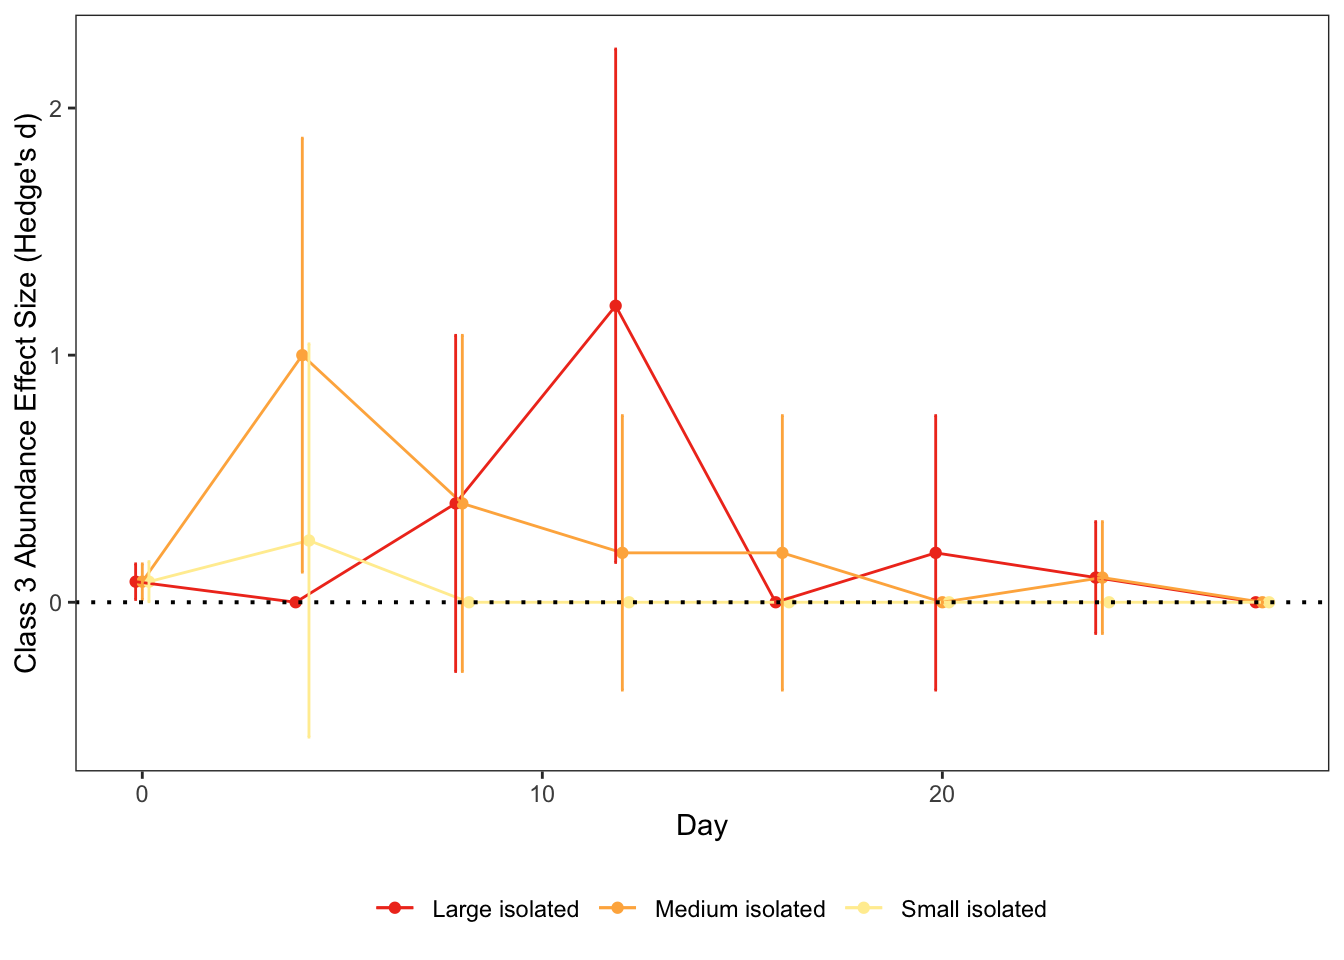 Class 3 Abundance Effect Size (Hedge's d)
2
1
0
0 10 20
Day
Large isolated Medium isolated Small isolated